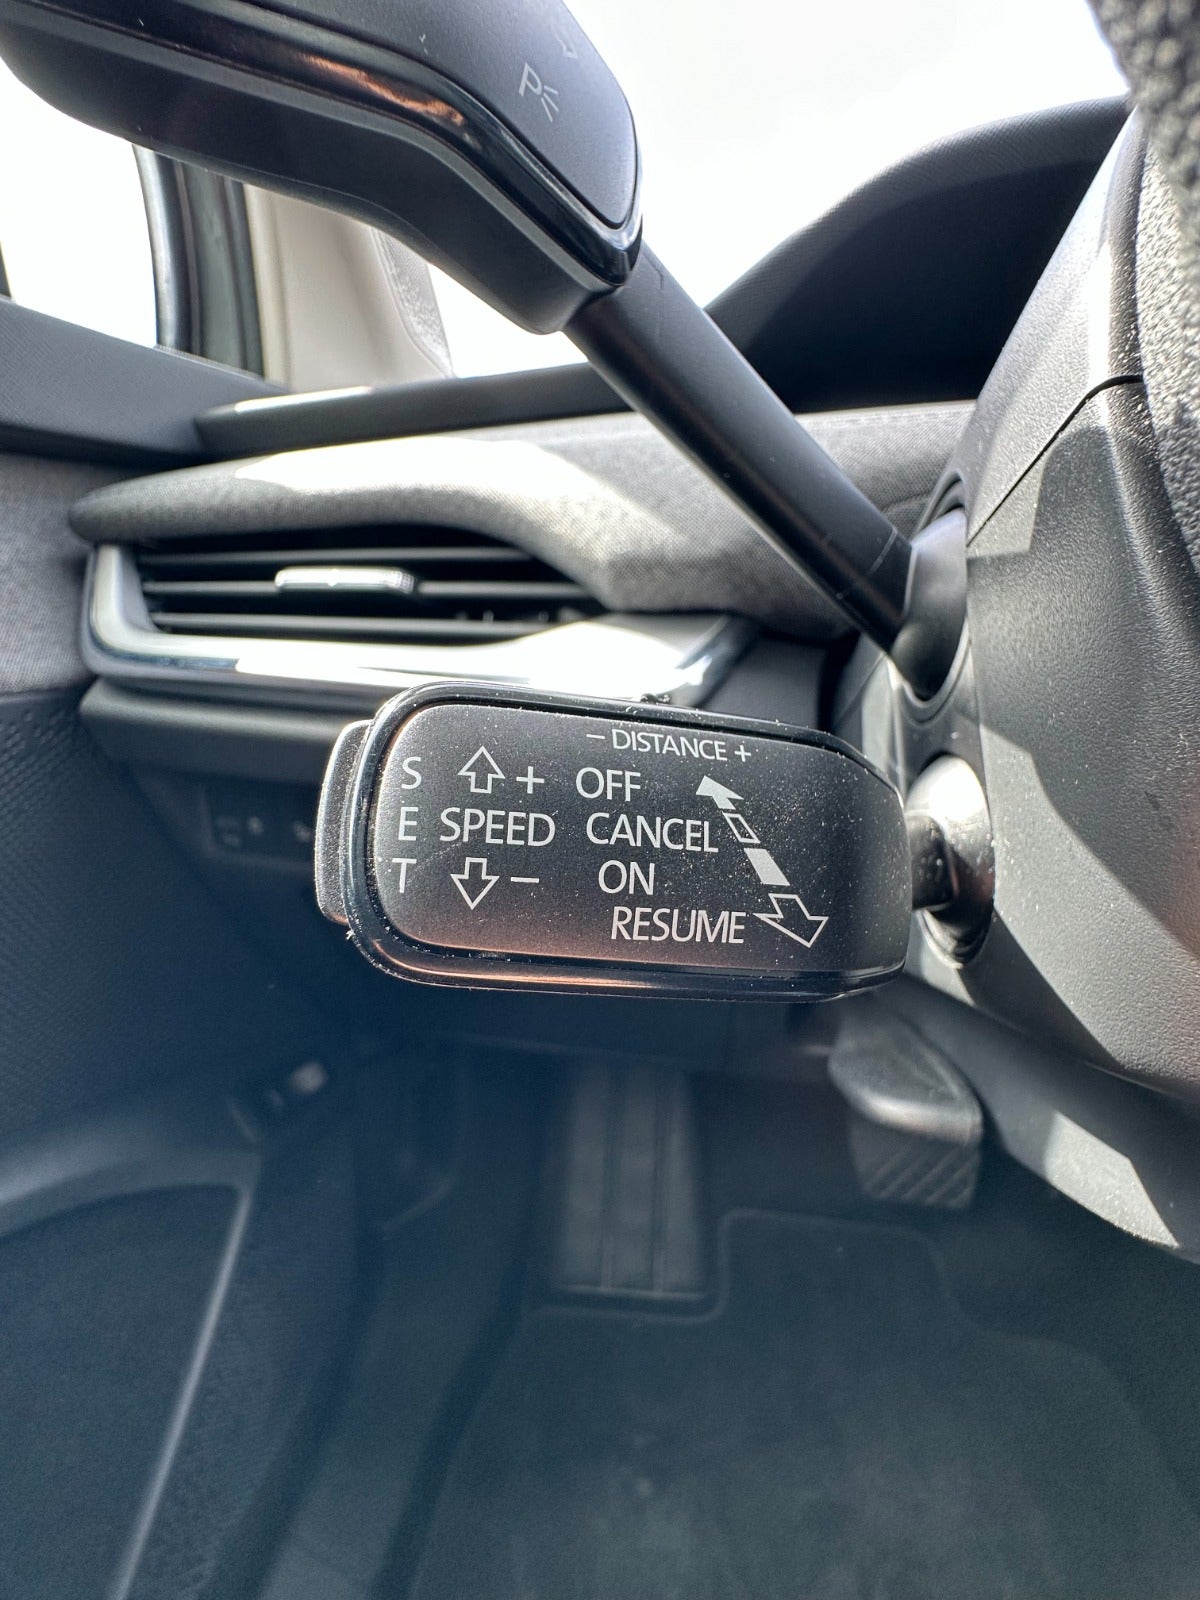 P
– DISTANCE +
S + OFF
E SPEED CANCEL
T – ON
RESUME